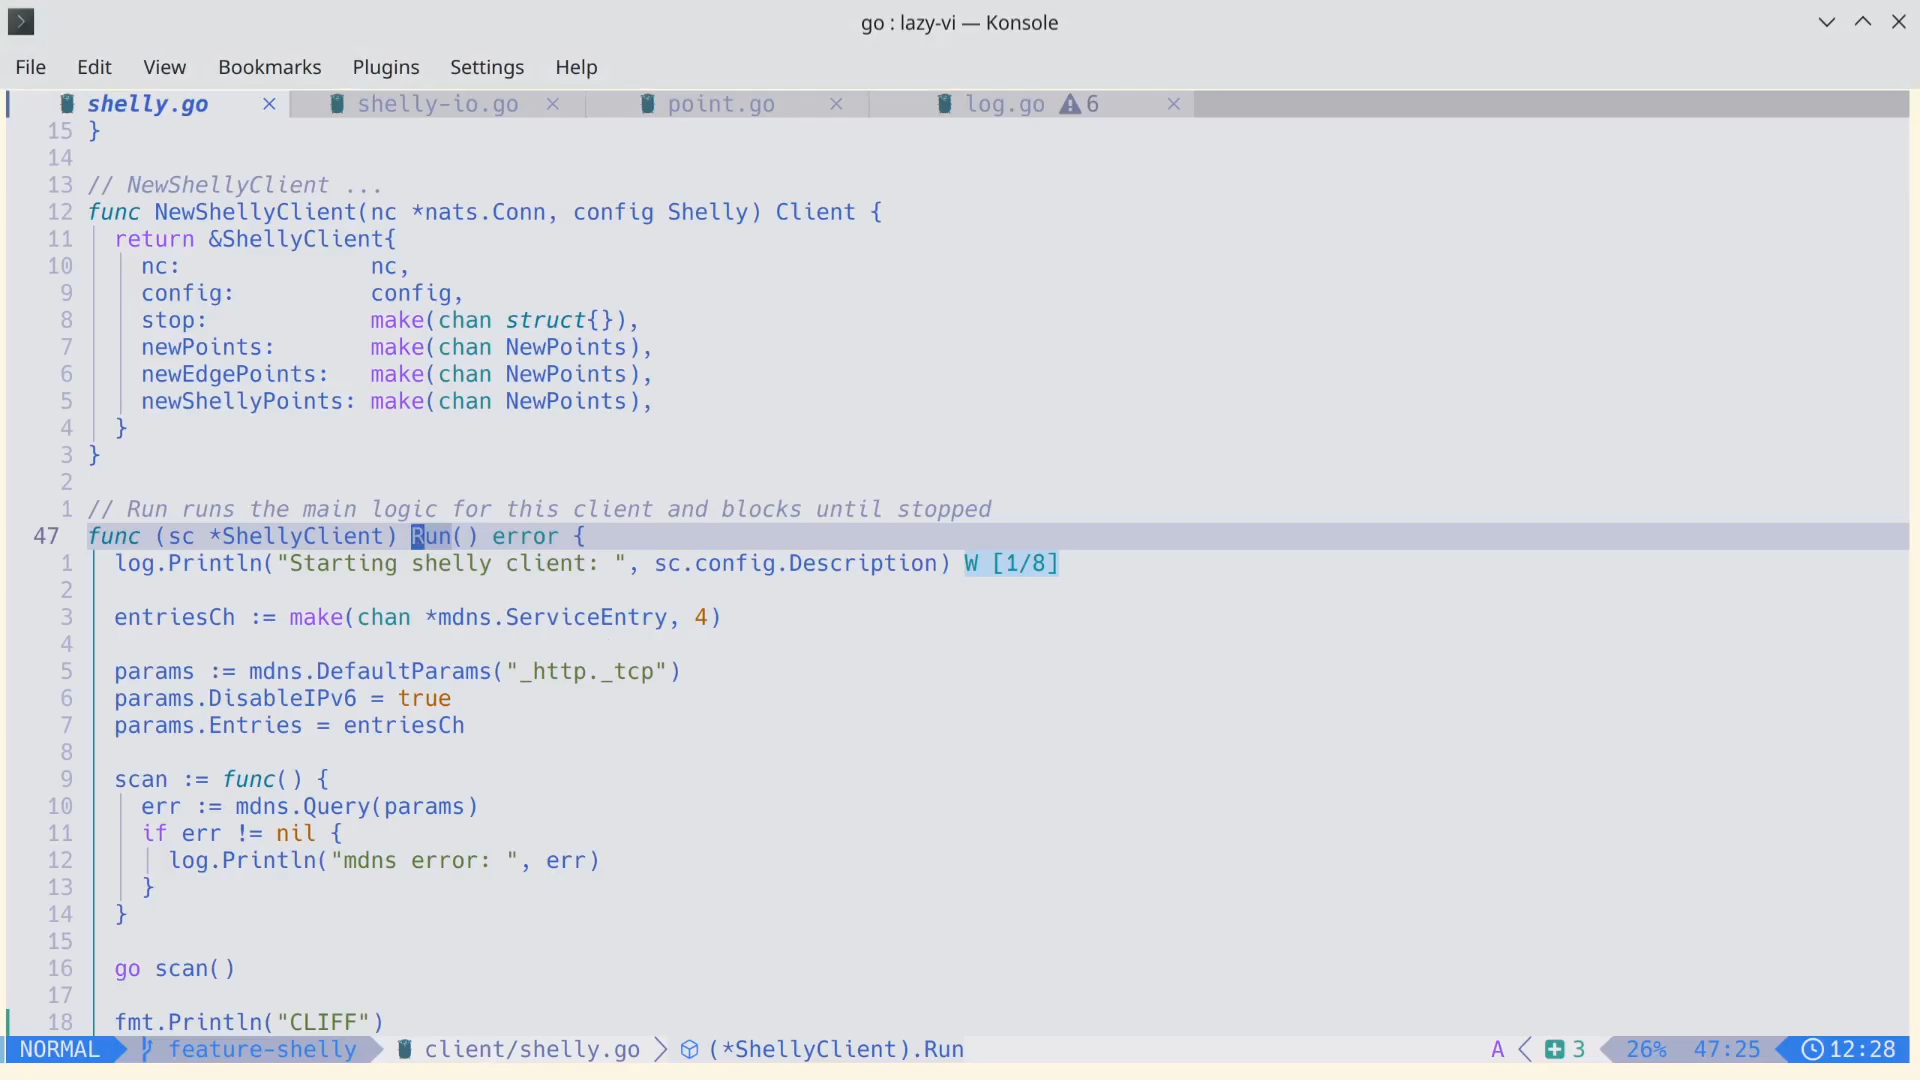 go : lazy-vi — Konsole
File Edit View Bookmarks Plugins Settings Help
shelly.go × shelly-io.go × point.go × log.go 6 ×
15 }
14
13 // NewShellyClient ...
12 func NewShellyClient(nc *nats.Conn, config Shelly) Client {
11 return &ShellyClient{
10 nc: nc,
9 config: config,
8 stop: make(chan struct{}),
7 newPoints: make(chan NewPoints),
6 newEdgePoints: make(chan NewPoints),
5 newShellyPoints: make(chan NewPoints),
4 }
3 }
2
1 // Run runs the main logic for this client and blocks until stopped
47 func (sc *ShellyClient) Run() error {
1 log.Println("Starting shelly client: ", sc.config.Description) W [1/8]
2
3 entriesCh := make(chan *mdns.ServiceEntry, 4)
4
5 params := mdns.DefaultParams("_http._tcp")
6 params.DisableIPv6 = true
7 params.Entries = entriesCh
8
9 scan := func() {
10 err := mdns.Query(params)
11 if err != nil {
12 log.Println("mdns error: ", err)
13 }
14 }
15
16 go scan()
17
18 fmt.Println("CLIFF")
NORMAL feature-shelly client/shelly.go (*ShellyClient).Run A 3 26% 47:25 12:28